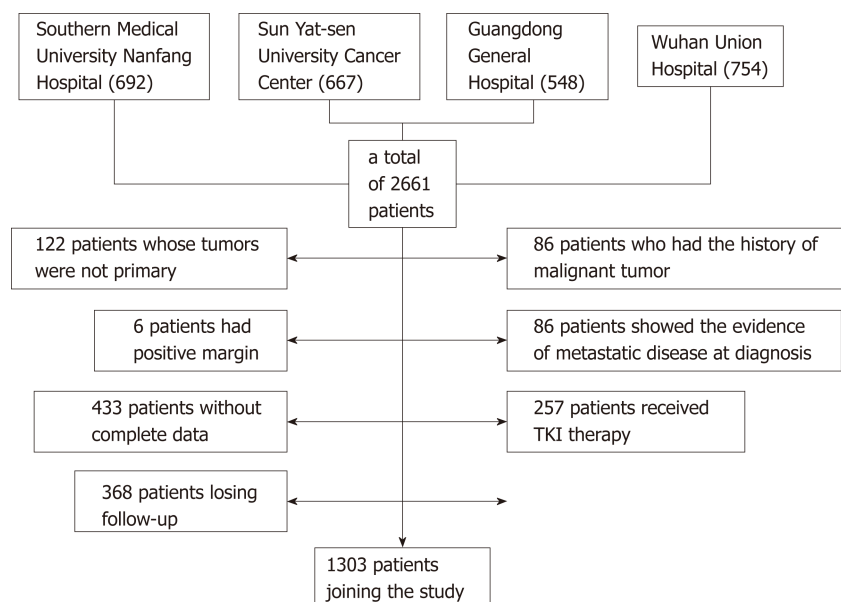 Southern Medical
University Nanfang
Hospital (692)
Sun Yat-sen
University Cancer
Center (667)
Guangdong
General
Hospital (548)
Wuhan Union
Hospital (754)
a total
of 2661
patients
122 patients whose tumors
were not primary
86 patients who had the history of
malignant tumor
6 patients had
positive margin
86 patients showed the evidence
of metastatic disease at diagnosis
433 patients without
complete data
257 patients received
TKI therapy
368 patients losing
follow-up
1303 patients
joining the study